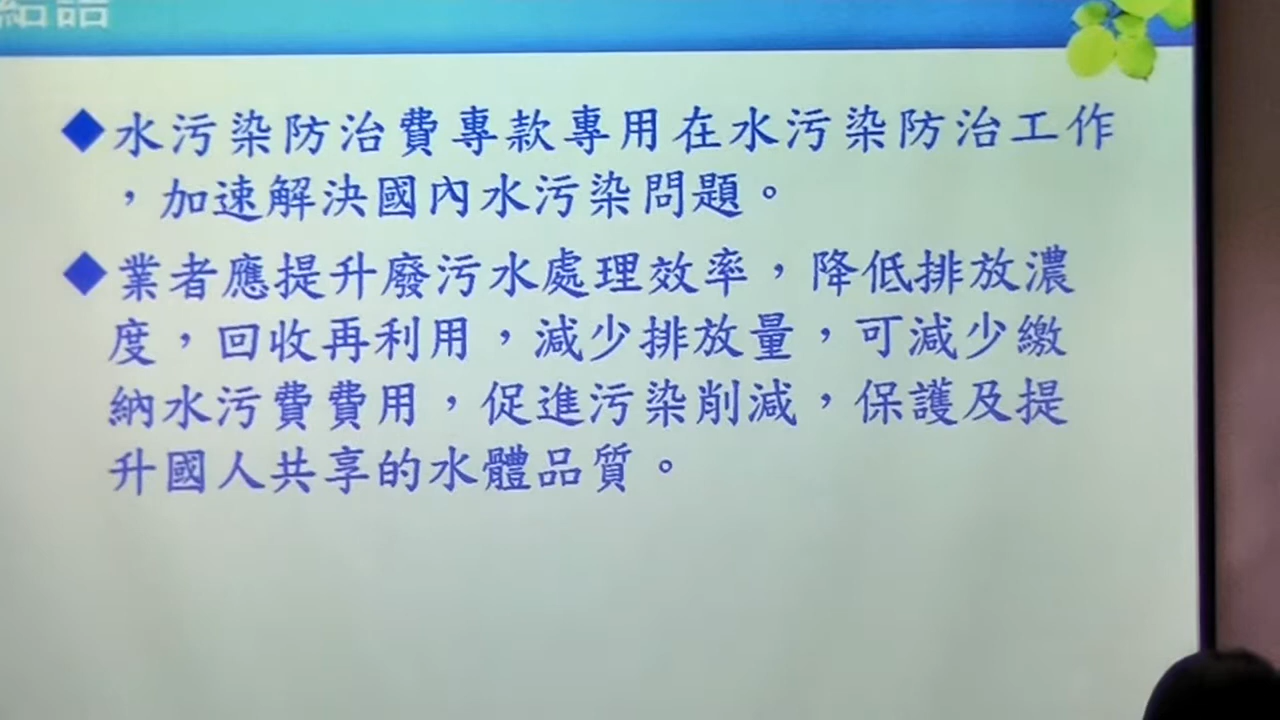 結語
◆水污染防治費專款專用在水污染防治工作
，加速解決國內水污染問題。
◆業者應提升廢污水處理效率，降低排放濃
度，回收再利用，減少排放量，可減少繳
納水污費費用，促進污染削減，保護及提
升國人共享的水體品質。